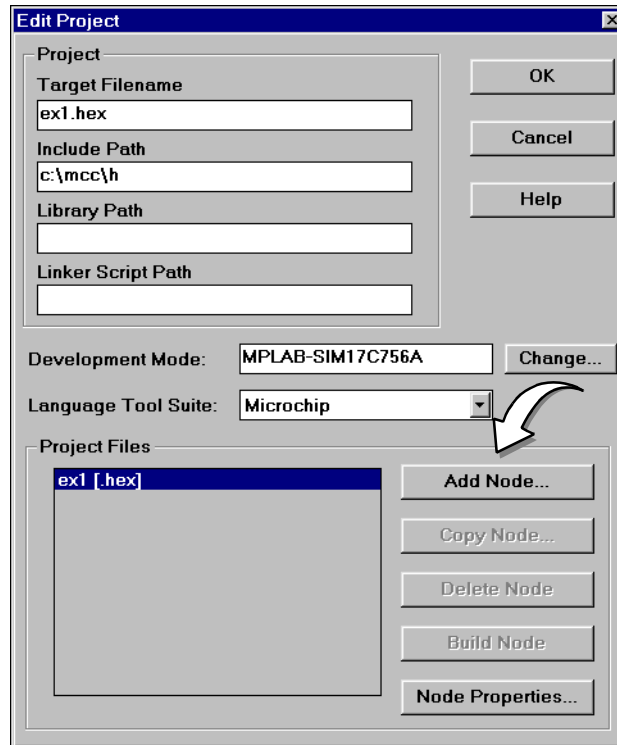 Edit Project
Project
Target Filename
ex1.hex
Include Path
c:\mcc\h
Library Path
Linker Script Path
OK
Cancel
Help
Development Mode:
MPLAB-SIM17C756A
Change...
Language Tool Suite:
Microchip
Project Files
ex1 [.hex]
Add Node...
Copy Node...
Delete Node
Build Node
Node Properties...